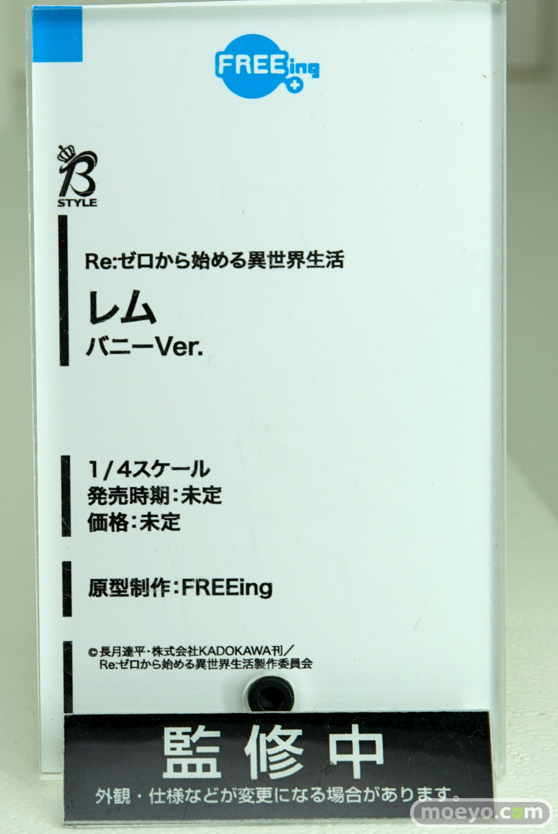 FREEing
B
STYLE
Re:ゼロから始める異世界生活
レム
バニーVer.
1/4スケール
発売時期:未定
価格:未定
原型制作:FREEing
©長月達平・株式会社KADOKAWA刊/
Re:ゼロから始める異世界生活製作委員会
監修中
外観・仕様などが変更になる場合があります。
moeyo.com